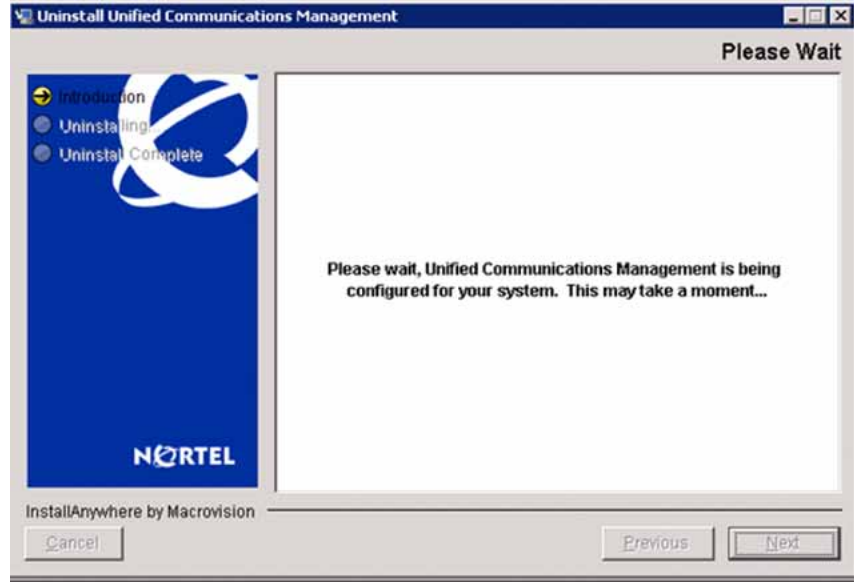 Uninstall Unified Communications Management
Please Wait
Introduction
Uninstalling...
Uninstall Complete
Please wait, Unified Communications Management is being
configured for your system. This may take a moment...
NORTEL
InstallAnywhere by Macrovision
Cancel
Previous
Next